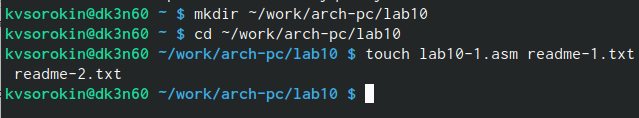 kvsorokin@dk3n60 ~ $ mkdir ~/work/arch-pc/lab10
kvsorokin@dk3n60 ~ $ cd ~/work/arch-pc/lab10
kvsorokin@dk3n60 ~/work/arch-pc/lab10 $ touch lab10-1.asm readme-1.txt
readme-2.txt
kvsorokin@dk3n60 ~/work/arch-pc/lab10 $